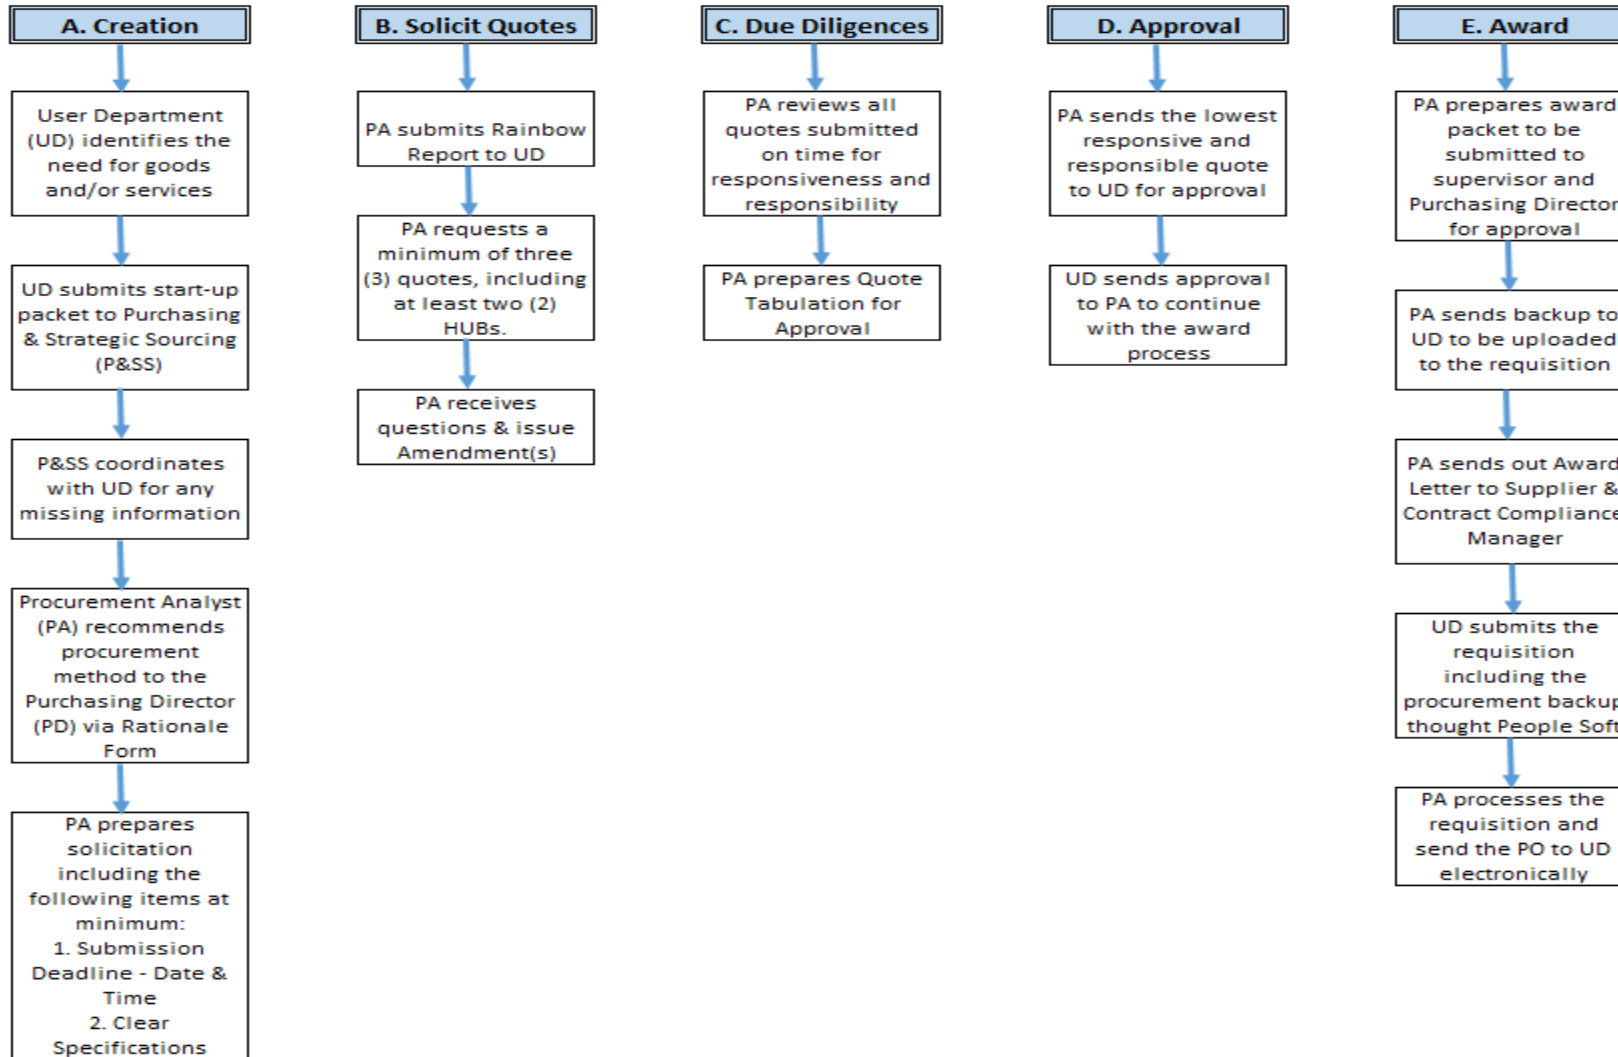 A. Creation
User Department
(UD) identifies the
need for goods
and/or services
UD submits start-up
packet to Purchasing
& Strategic Sourcing
(P&SS)
P&SS coordinates
with UD for any
missing information
Procurement Analyst
(PA) recommends
procurement
method to the
Purchasing Director
(PD) via Rationale
Form
PA prepares
solicitation
including the
following items at
minimum:
1. Submission
Deadline - Date &
Time
2. Clear
Specifications
B. Solicit Quotes
PA submits Rainbow
Report to UD
PA requests a
minimum of three
(3) quotes, including
at least two (2)
HUBs.
PA receives
questions & issue
Amendment(s)
C. Due Diligences
PA reviews all
quotes submitted
on time for
responsiveness and
responsibility
PA prepares Quote
Tabulation for
Approval
D. Approval
PA sends the lowest
responsive and
responsible quote
to UD for approval
UD sends approval
to PA to continue
with the award
process
E. Award
PA prepares award
packet to be
submitted to
supervisor and
Purchasing Director
for approval
PA sends backup to
UD to be uploaded
to the requisition
PA sends out Award
Letter to Supplier &
Contract Compliance
Manager
UD submits the
requisition
including the
procurement backup
thought People Soft
PA processes the
requisition and
send the PO to UD
electronically